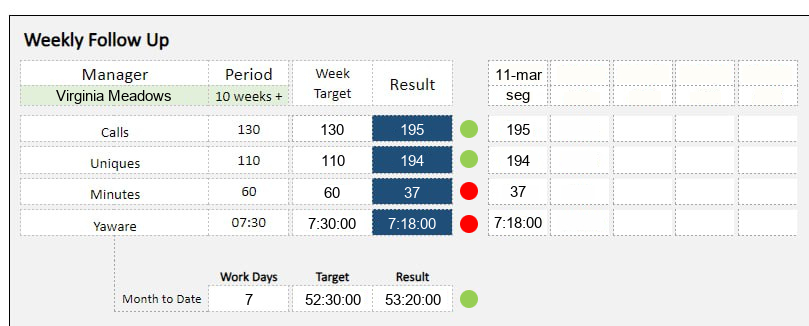 Weekly Follow Up
Manager Period Week Target Result 11-mar
Virginia Meadows 10 weeks + seg
Calls 130 130 195 195
Uniques 110 110 194 194
Minutes 60 60 37 37
Yaware 07:30 7:30:00 7:18:00 7:18:00
Work Days Target Result
Month to Date 7 52:30:00 53:20:00